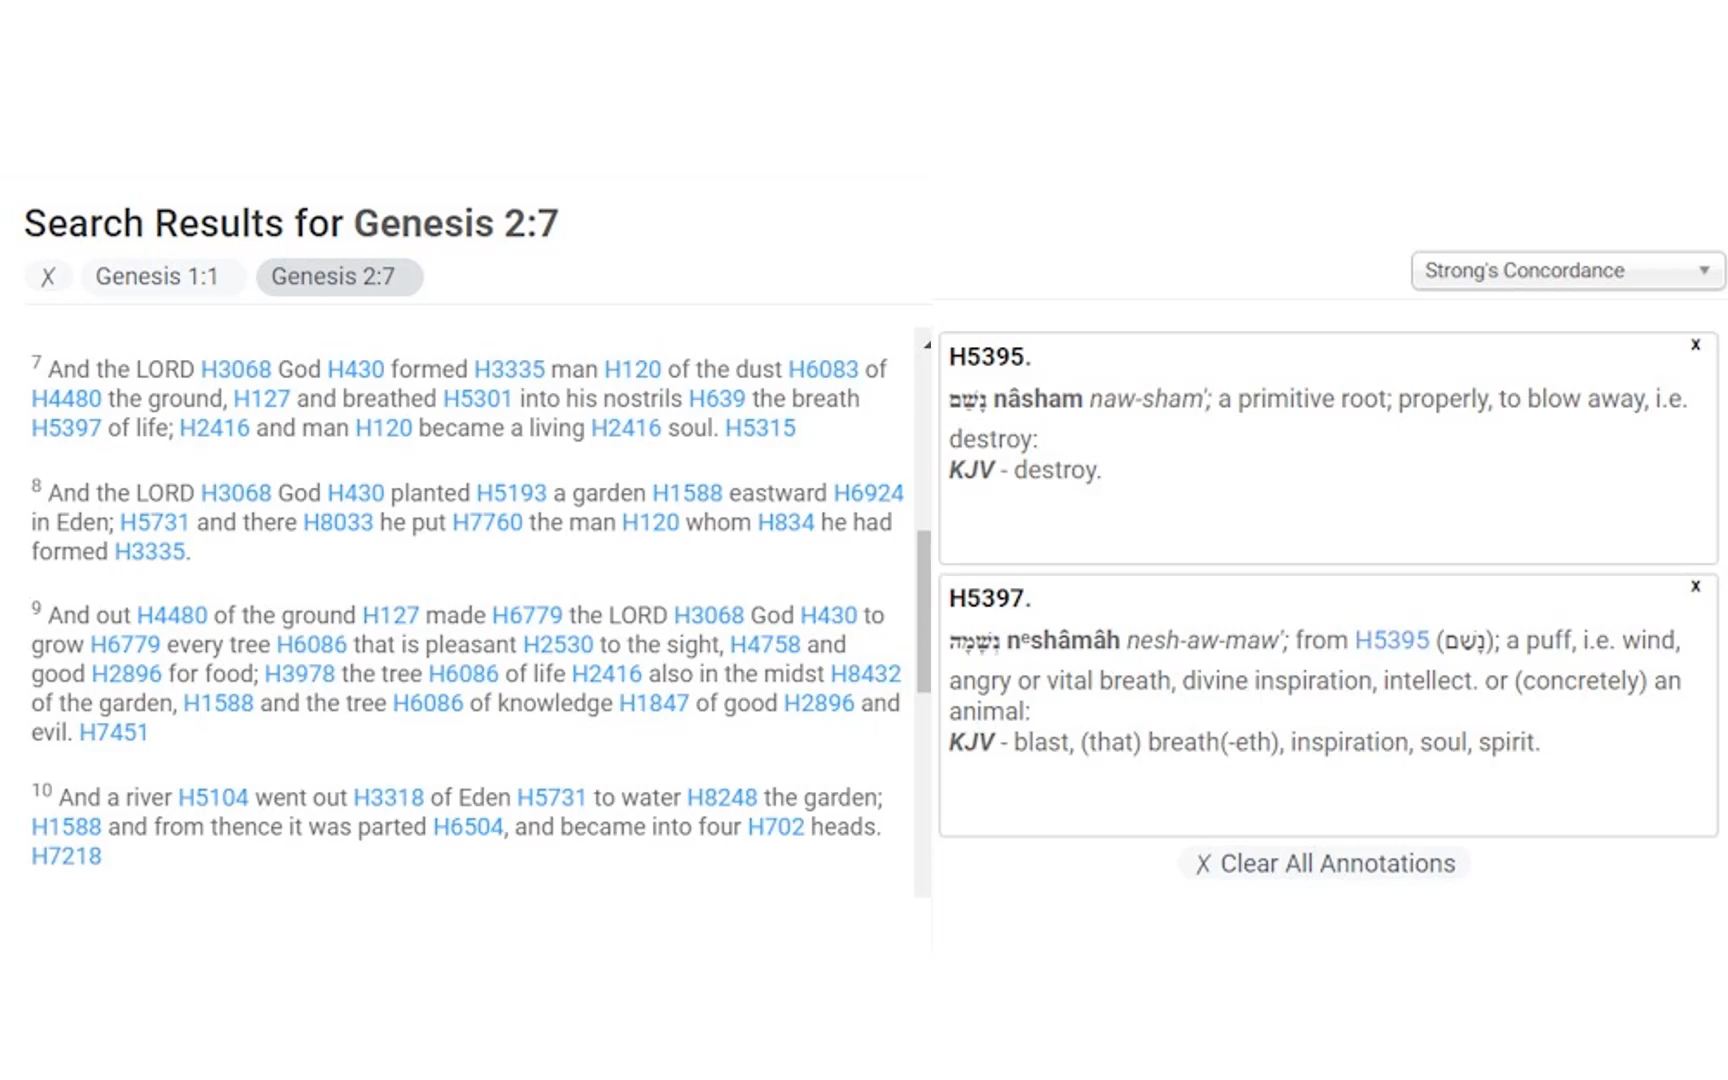 Search Results for Genesis 2:7
X Genesis 1:1 Genesis 2:7
Strong's Concordance
7 And the LORD H3068 God H430 formed H3335 man H120 of the dust H6083 of
H4480 the ground, H127 and breathed H5301 into his nostrils H639 the breath
H5397 of life; H2416 and man H120 became a living H2416 soul. H5315
8 And the LORD H3068 God H430 planted H5193 a garden H1588 eastward H6924
in Eden; H5731 and there H8033 he put H7760 the man H120 whom H834 he had
formed H3335.
9 And out H4480 of the ground H127 made H6779 the LORD H3068 God H430 to
grow H6779 every tree H6086 that is pleasant H2530 to the sight, H4758 and
good H2896 for food; H3978 the tree H6086 of life H2416 also in the midst H8432
of the garden, H1588 and the tree H6086 of knowledge H1847 of good H2896 and
evil. H7451
10 And a river H5104 went out H3318 of Eden H5731 to water H8248 the garden;
H1588 and from thence it was parted H6504, and became into four H702 heads.
H7218
H5395. x
נָשַׁם nâsham naw-sham'; a primitive root; properly, to blow away, i.e.
destroy:
KJV - destroy.
H5397. x
נְשָׁמָה nᵉshâmâh nesh-aw-maw'; from H5395 (נָשַׁם); a puff, i.e. wind,
angry or vital breath, divine inspiration, intellect. or (concretely) an
animal:
KJV - blast, (that) breath(-eth), inspiration, soul, spirit.
X Clear All Annotations